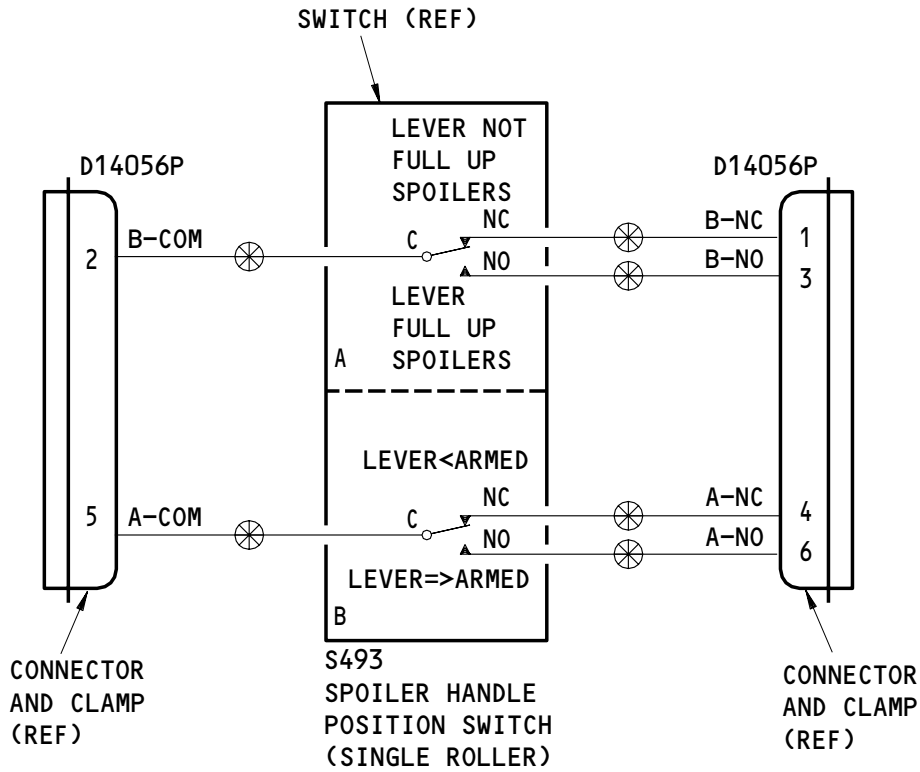 SWITCH (REF)
LEVER NOT
FULL UP
SPOILERS
D14056P
D14056P
2
B-COM
C
NC
B-NC
1
NO
B-NO
3
LEVER
FULL UP
SPOILERS
A
LEVER<ARMED
5
A-COM
C
NC
A-NC
4
NO
A-NO
6
LEVER=>ARMED
B
S493
SPOILER HANDLE
POSITION SWITCH
(SINGLE ROLLER)
CONNECTOR
AND CLAMP
(REF)
CONNECTOR
AND CLAMP
(REF)